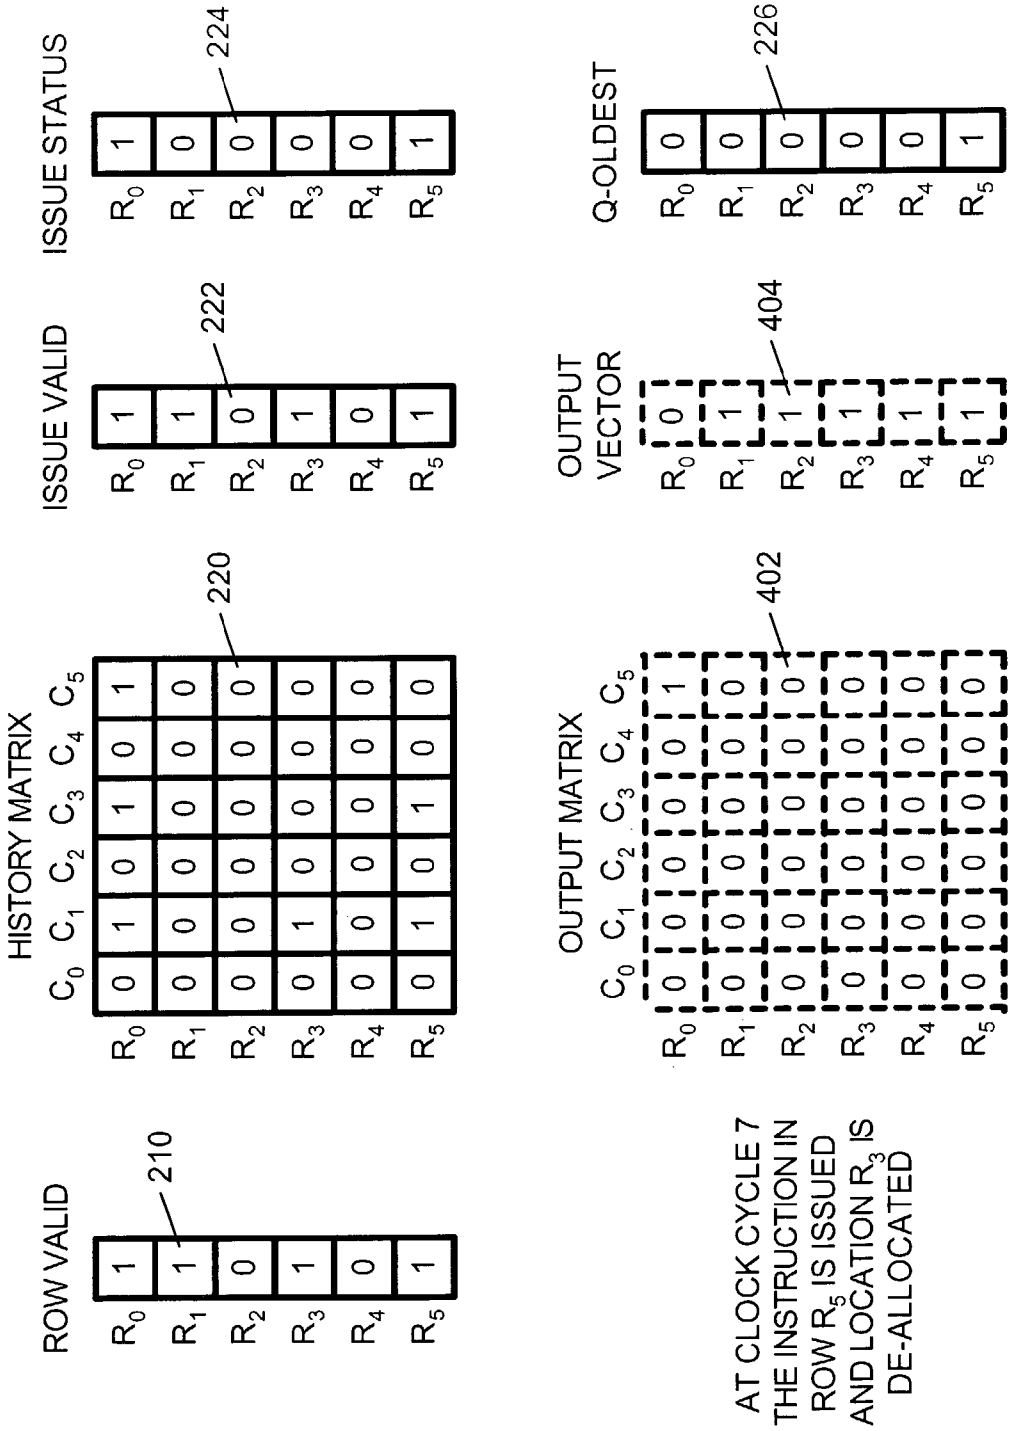 ROW VALID
210
R0 1
R1 1
R2 0
R3 1
R4 0
R5 1
HISTORY MATRIX
220
C0 C1 C2 C3 C4 C5
R0 0 1 0 1 0 1
R1 0 0 0 0 0 0
R2 0 0 0 0 0 0
R3 0 1 0 0 0 0
R4 0 0 0 0 0 0
R5 0 1 0 1 0 0
ISSUE VALID
222
R0 1
R1 1
R2 0
R3 1
R4 0
R5 1
ISSUE STATUS
224
R0 1
R1 0
R2 0
R3 0
R4 0
R5 1
AT CLOCK CYCLE 7
THE INSTRUCTION IN
ROW R5 IS ISSUED
AND LOCATION R3 IS
DE-ALLOCATED
OUTPUT MATRIX
402
C0 C1 C2 C3 C4 C5
R0 0 0 0 0 0 1
R1 0 0 0 0 0 0
R2 0 0 0 0 0 0
R3 0 0 0 0 0 0
R4 0 0 0 0 0 0
R5 0 0 0 0 0 0
OUTPUT
VECTOR
404
R0 0
R1 1
R2 1
R3 1
R4 1
R5 1
Q-OLDEST
226
R0 0
R1 0
R2 0
R3 0
R4 0
R5 1